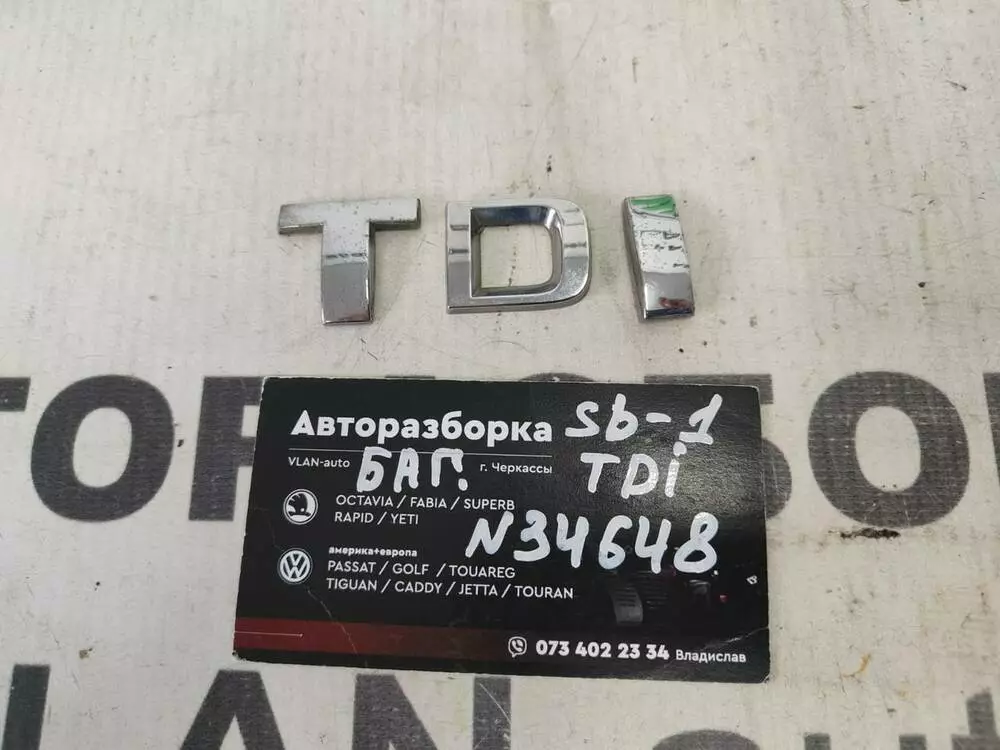 TDI
Авторазборка sb-1
VLAN-auto БАГ. г. Черкассы TDi
OCTAVIA / FABIA / SUPERB
RAPID / YETI
N34648
америка+европа
PASSAT / GOLF / TOUAREG
TIGUAN / CADDY / JETTA / TOURAN
073 402 23 34 Владислав